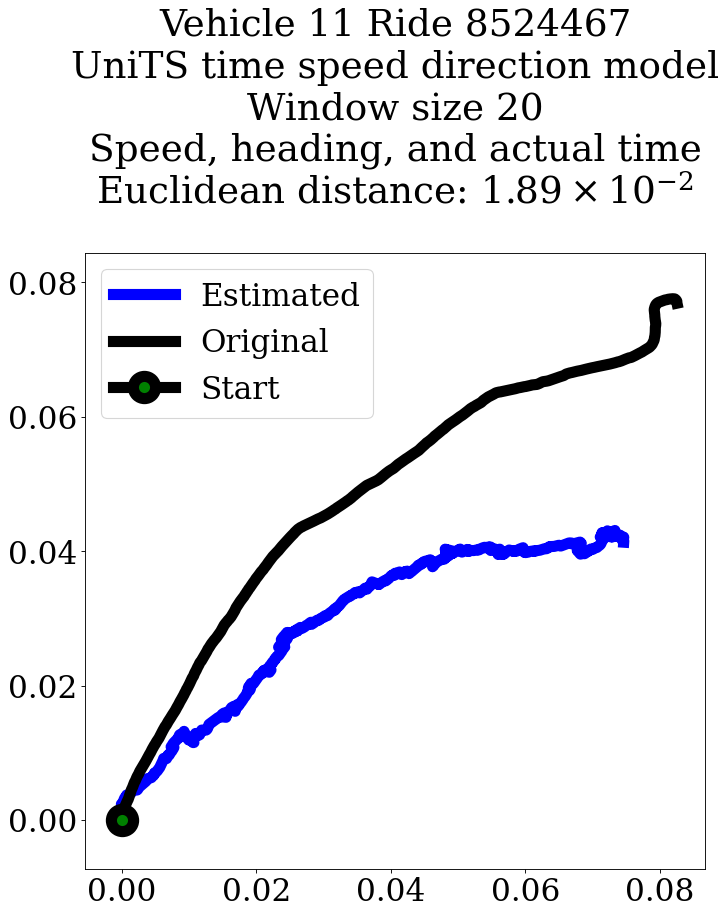 Vehicle 11 Ride 8524467
UniTS time speed direction model
Window size 20
Speed, heading, and actual time
Euclidean distance: 1.89 × 10⁻²
Estimated
Original
Start
0.08
0.06
0.04
0.02
0.00
0.00 0.02 0.04 0.06 0.08